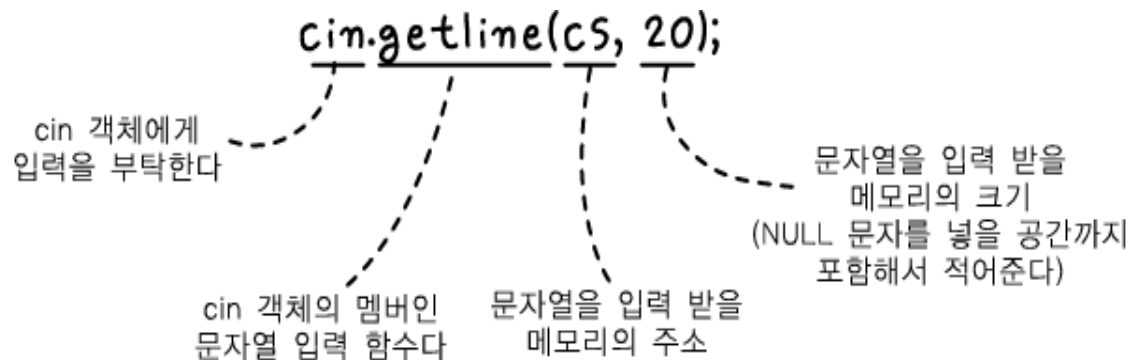 cin.getline(cs, 20);
cin 객체에게
입력을 부탁한다
cin 객체의 멤버인
문자열 입력 함수다
문자열을 입력 받을
메모리의 주소
문자열을 입력 받을
메모리의 크기
(NULL 문자를 넣을 공간까지
포함해서 적어준다)